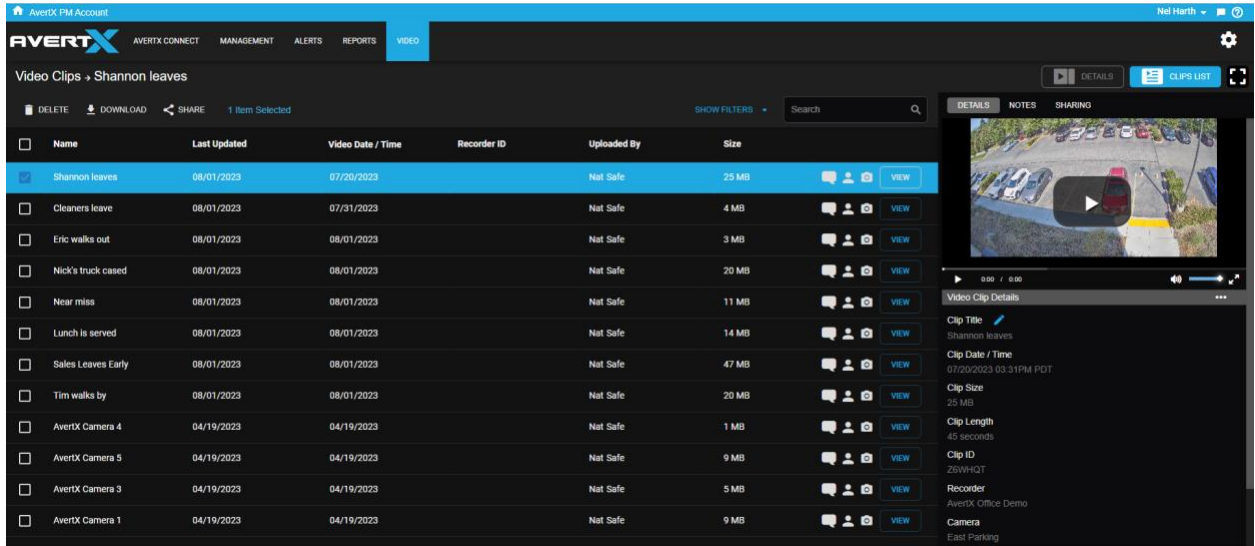 AvertX PM Account Nel Harth
AVERTX AVERTX CONNECT MANAGEMENT ALERTS REPORTS VIDEO
Video Clips → Shannon leaves DETAILS CLIPS LIST
DELETE DOWNLOAD SHARE 1 Item Selected SHOW FILTERS Search
Name Last Updated Video Date / Time Recorder ID Uploaded By Size
Shannon leaves 08/01/2023 07/20/2023 Nat Safe 25 MB VIEW
Cleaners leave 08/01/2023 07/31/2023 Nat Safe 4 MB VIEW
Eric walks out 08/01/2023 08/01/2023 Nat Safe 3 MB VIEW
Nick's truck cased 08/01/2023 08/01/2023 Nat Safe 20 MB VIEW
Near miss 08/01/2023 08/01/2023 Nat Safe 11 MB VIEW
Lunch is served 08/01/2023 08/01/2023 Nat Safe 14 MB VIEW
Sales Leaves Early 08/01/2023 08/01/2023 Nat Safe 47 MB VIEW
Tim walks by 08/01/2023 08/01/2023 Nat Safe 20 MB VIEW
AvertX Camera 4 04/19/2023 04/19/2023 Nat Safe 1 MB VIEW
AvertX Camera 5 04/19/2023 04/19/2023 Nat Safe 9 MB VIEW
AvertX Camera 3 04/19/2023 04/19/2023 Nat Safe 5 MB VIEW
AvertX Camera 1 04/19/2023 04/19/2023 Nat Safe 9 MB VIEW
DETAILS NOTES SHARING
0:00 / 0:00
Video Clip Details
Clip Title
Shannon leaves
Clip Date / Time
07/20/2023 03:31PM PDT
Clip Size
25 MB
Clip Length
45 seconds
Clip ID
Z6WHQT
Recorder
AvertX Office Demo
Camera
East Parking